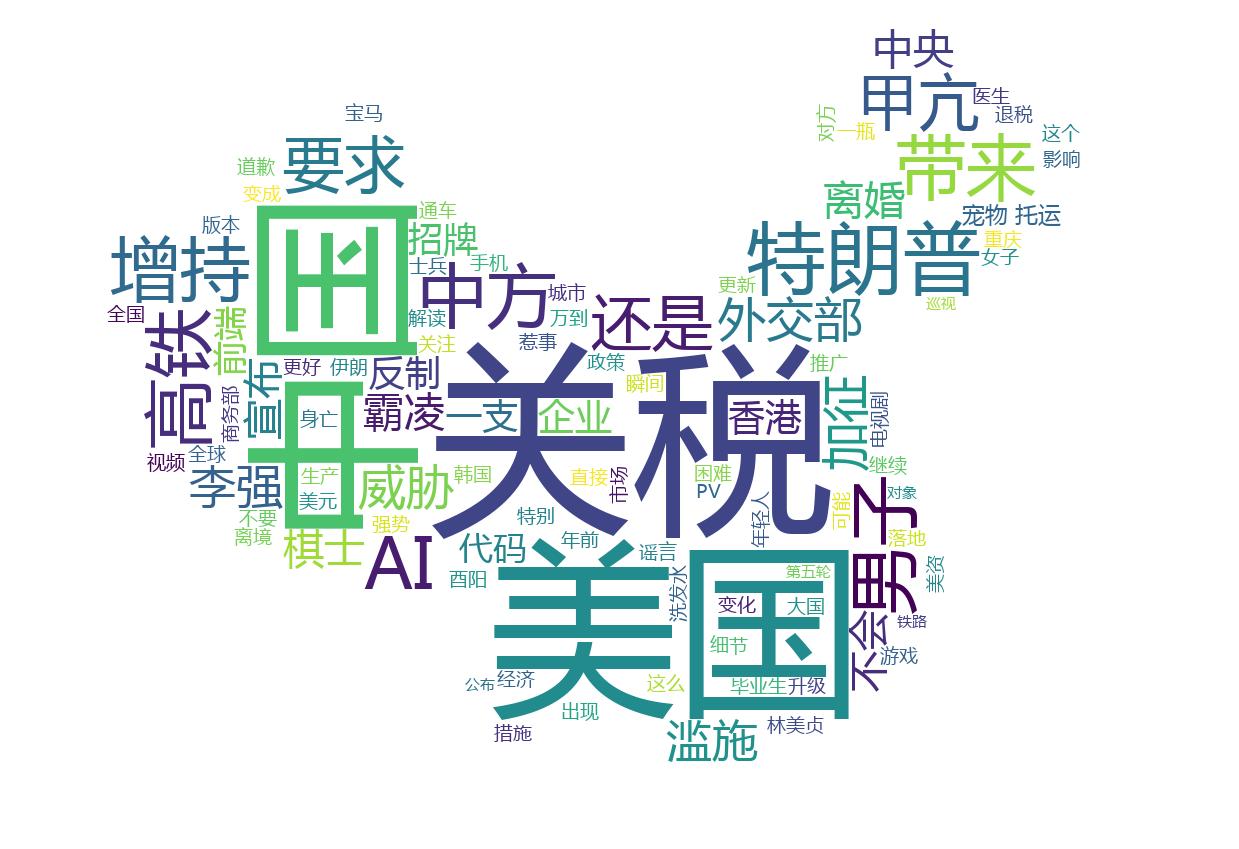 中央
甲亢
医生
退税
对方
一瓶
这个
影响
宝马
要求
道歉
变成
带来
离婚
宠物 托运
版本
通车
招牌
重庆
女子
中国
增持
士兵
手机
中方
特朗普
更新
巡视
城市
还是
外交部
全国
高铁
前端
解读
万到
关注
惹事
政策
关税
推广
更好
伊朗
反制
瞬间
宣布
商务部
霸凌
一支
企业
香港
加征
电视剧
身亡
视频
全球
李强
生产
美元
威胁
韩国
直接
市场
困难
PV
继续
对象
可能
年轻人
男子
不要
离境
强势
特别
棋士
AI
代码
年前
谣言
落地
酉阳
洗发水
美国
第五轮
美资
变化
大国
不会
铁路
细节
游戏
公布
经济
这么
毕业生
升级
出现
措施
滥施
林美贞